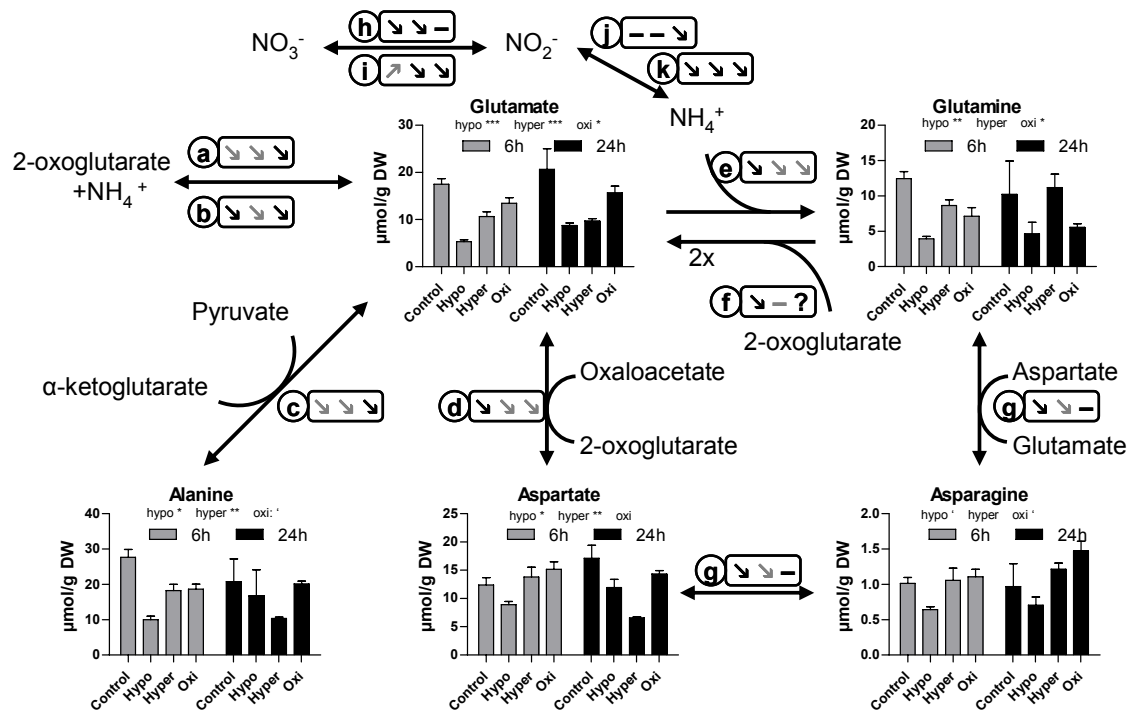 h ↘ ↘ –
NO₃⁻
NO₂⁻
i ↗ ↘ ↘
j – – ↘
k ↘ ↘ ↘
NH₄⁺
2-oxoglutarate
+NH₄⁺
a ↘ ↘ ↘
b ↘ ↘ ↘
Glutamate
hypo *** hyper *** oxi *
6h 24h
µmol/g DW
30
20
10
0
Control Hypo Hyper Oxi Control Hypo Hyper Oxi
e ↘ ↘ ↘
2x
f ↘ – ?
2-oxoglutarate
Glutamine
hypo ** hyper oxi *
6h 24h
µmol/g DW
20
15
10
5
0
Control Hypo Hyper Oxi Control Hypo Hyper Oxi
Pyruvate
α-ketoglutarate
c ↘ ↘ ↘
d ↘ ↘ ↘
Oxaloacetate
2-oxoglutarate
Aspartate
g ↘ ↘ –
Glutamate
Alanine
hypo * hyper ** oxi: ‘
6h 24h
µmol/g DW
40
30
20
10
0
Control Hypo Hyper Oxi Control Hypo Hyper Oxi
Aspartate
hypo * hyper ** oxi
6h 24h
µmol/g DW
25
20
15
10
5
0
Control Hypo Hyper Oxi Control Hypo Hyper Oxi
g ↘ ↘ –
Asparagine
hypo ‘ hyper oxi ‘
6h 24h
µmol/g DW
2.0
1.5
1.0
0.5
0.0
Control Hypo Hyper Oxi Control Hypo Hyper Oxi